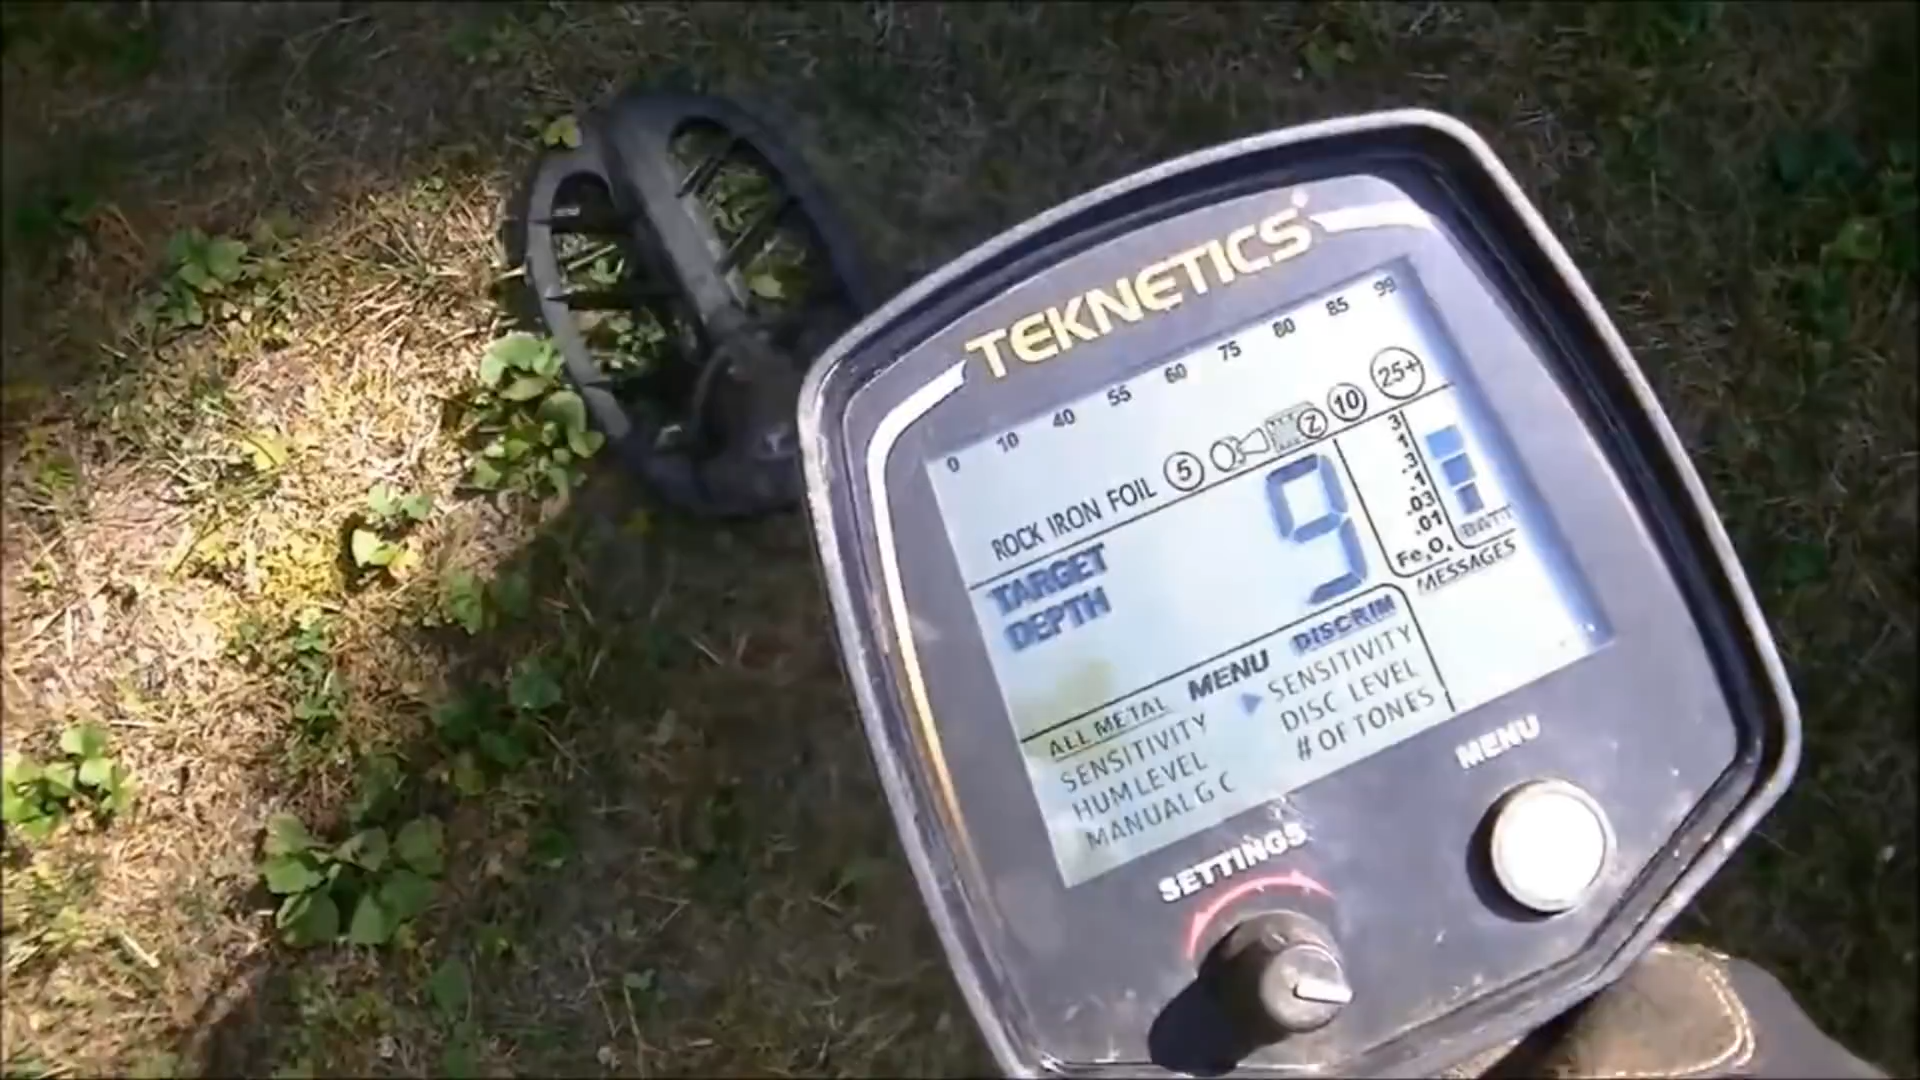 TEKNETICS
0 10 40 55 60 75 80 85 99
ROCK IRON FOIL 5 Z 10 25+
TARGET
DEPTH
9
3
1
.3
.1
.03
.01
Fe₃O₄
BATT
MESSAGES
MENU
DISCRIM
SENSITIVITY
DISC LEVEL
# OF TONES
ALL METAL
SENSITIVITY
HUM LEVEL
MANUAL G C
SETTINGS
MENU